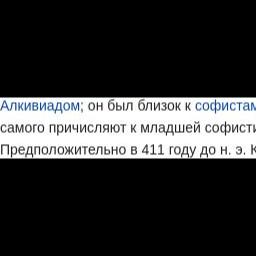 Алкивиадом; он был близок к софистам
самого причисляют к младшей софисти
Предположительно в 411 году до н. э. К